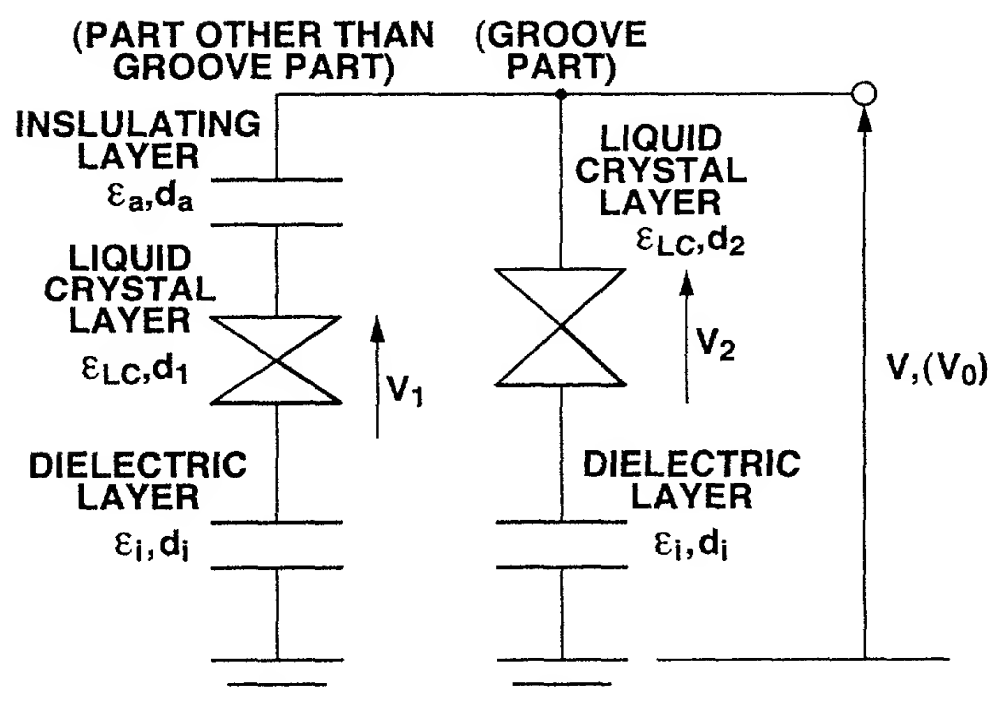 (PART OTHER THAN
GROOVE PART)
(GROOVE
PART)
INSLULATING
LAYER
εa,da
LIQUID
CRYSTAL
LAYER
εLC,d1
V1
DIELECTRIC
LAYER
εi,di
LIQUID
CRYSTAL
LAYER
εLC,d2
V2
DIELECTRIC
LAYER
εi,di
V,(V0)